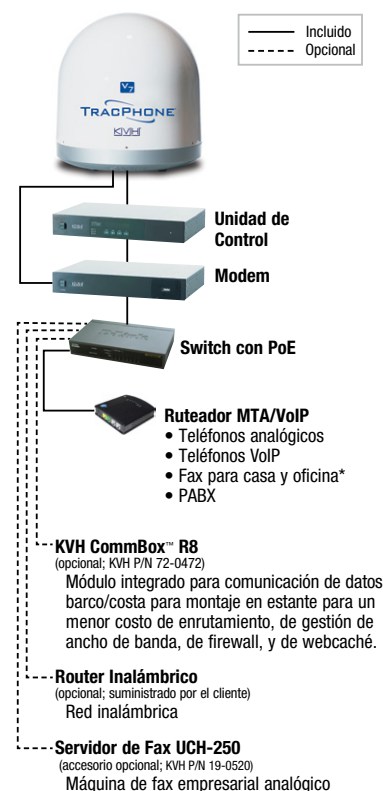 Incluido
Opcional
V7
TRACPHONE
KVH
Unidad de
Control
Modem
Switch con PoE
Ruteador MTA/VoIP
• Teléfonos analógicos
• Teléfonos VoIP
• Fax para casa y oficina*
• PABX
KVH CommBox™ R8
(opcional; KVH P/N 72-0472)
Módulo integrado para comunicación de datos
barco/costa para montaje en estante para un
menor costo de enrutamiento, de gestión de
ancho de banda, de firewall, y de webcaché.
Router Inalámbrico
(opcional; suministrado por el cliente)
Red inalámbrica
Servidor de Fax UCH-250
(accesorio opcional; KVH P/N 19-0520)
Máquina de fax empresarial analógico